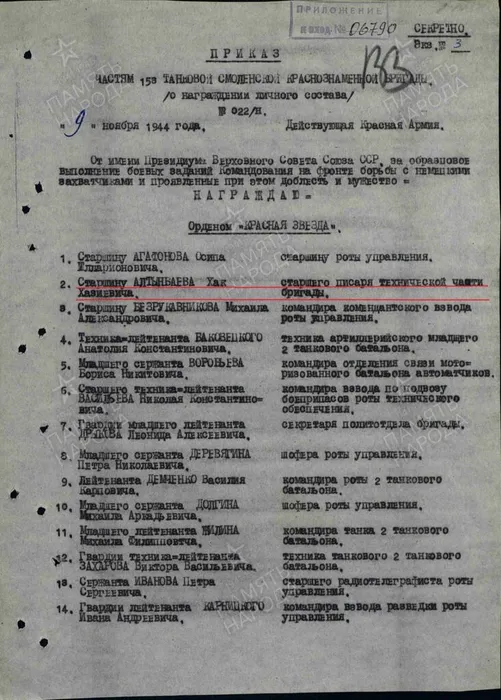 ПРИЛОЖЕНИЕ
№ 06790
СЕКРЕТНО.
Экз. № 3
ПРИКАЗ
ЧАСТЯМ 153 ТАНКОВОЙ СМОЛЕНСКОЙ КРАСНОЗНАМЕННОЙ БРИГАДЫ.
/о награждении личного состава/
№ 022/Н.
"9" ноября 1944 года. Действующая Красная Армия.
От имени Президиума Верховного Совета Союза ССР, за образцовое
выполнение боевых заданий Командования на фронте борьбы с немецкими
захватчиками и проявленные при этом доблесть и мужество -
НАГРАЖДАЮ
Орденом "КРАСНАЯ ЗВЕЗДА".
1. Старшину АГАФОНОВА Осипа старшину роты управления.
Илларионовича.
2. Старшину АЛТЫНБАЕВА Хак старшего писаря технической части
Хазиевича. бригады.
3. Старшину БЕЗРУКАВНИКОВА Михаила командира комендантского взвода
Александровича. роты управления.
4. Техника-лейтенанта БАКОВЕЦКОГО техника артиллерийского младшего
Анатолия Константиновича. 2 танкового батальона.
5. Младшего сержанта ВОРОНЬЕВА командира отделения связи мото-
Бориса Никитовича. ризованного батальона автоматчиков.
6. Старшего техника-лейтенанта командира взвода по подвозу
ВАСИЛЬЕВА Николая Константино- боеприпасов роты технического
вича. обеспечения.
7. Гвардии младшего лейтенанта секретаря политотдела бригады.
Леонида Алексеевича.
8. Младшего сержанта ДЕРЕВЯГИНА шофера роты управления.
Петра Николаевича.
9. Лейтенанта ДЕМЧЕНКО Василия командира роты 2 танкового
Карповича. батальона.
10. Младшего сержанта ДОЛГИНА шофера роты управления.
Михаила Аркадьевича.
11. Младшего лейтенанта ЖИЛИНА командира танка 2 танкового
Михаила Филипповича. батальона.
12. Гвардии техника-лейтенанта техника танкового 2 танкового
ЗАХАРОВА Виктора Васильевича. батальона.
13. Сержанта ИВАНОВА Петра старшего радиотелеграфиста роты
Сергеевича. управления.
14. Гвардии лейтенанта КАРНИЦКОГО командира взвода разведки роты
Ивана Андреевича. управления.